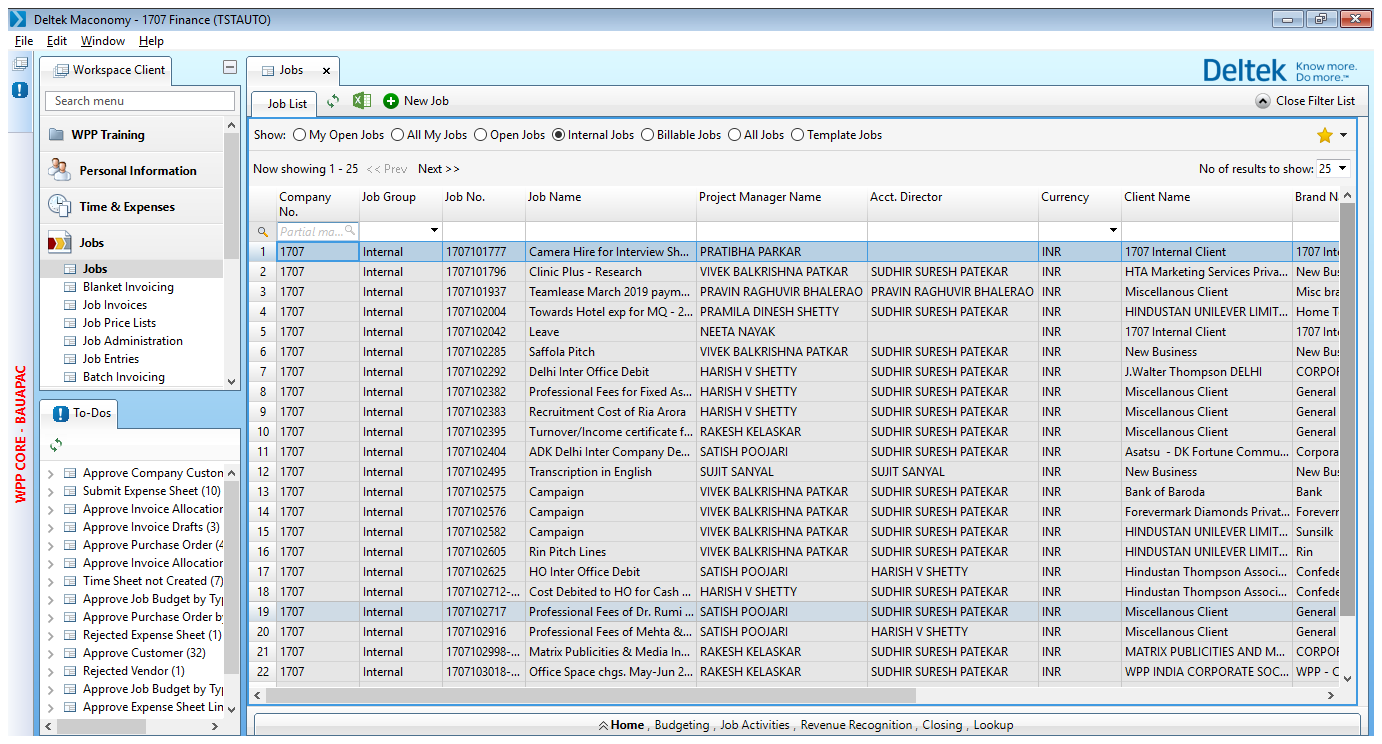 Deltek Maconomy - 1707 Finance (TSTAUTO)
File Edit Window Help
Workspace Client
Search menu
WPP Training
Personal Information
Time & Expenses
Jobs
Jobs
Blanket Invoicing
Job Invoices
Job Price Lists
Job Administration
Job Entries
Batch Invoicing
WPP CORE - BAUAPAC
To-Dos
Approve Company Custon
Submit Expense Sheet (10)
Approve Invoice Allocation
Approve Invoice Drafts (3)
Approve Purchase Order (4
Approve Invoice Allocation
Time Sheet not Created (7)
Approve Job Budget by Typ
Approve Purchase Order by
Rejected Expense Sheet (1)
Approve Customer (32)
Rejected Vendor (1)
Approve Job Budget by Typ
Approve Expense Sheet Lin
Jobs
Deltek Know more. Do more.™
Job List New Job Close Filter List
Show: My Open Jobs All My Jobs Open Jobs Internal Jobs Billable Jobs All Jobs Template Jobs
Now showing 1 - 25 << Prev Next >> No of results to show: 25
Company No. Job Group Job No. Job Name Project Manager Name Acct. Director Currency Client Name Brand N
Partial ma...
1 1707 Internal 1707101777 Camera Hire for Interview Sh... PRATIBHA PARKAR INR 1707 Internal Client 1707 Int
2 1707 Internal 1707101796 Clinic Plus - Research VIVEK BALKRISHNA PATKAR SUDHIR SURESH PATEKAR INR HTA Marketing Services Priva... New Bus
3 1707 Internal 1707101937 Teamlease March 2019 paym... PRAVIN RAGHUVIR BHALERAO PRAVIN RAGHUVIR BHALERAO INR Miscellanous Client Misc bra
4 1707 Internal 1707102004 Towards Hotel exp for MQ - 2... PRAMILA DINESH SHETTY SUDHIR SURESH PATEKAR INR HINDUSTAN UNILEVER LIMIT... Home T
5 1707 Internal 1707102042 Leave NEETA NAYAK INR 1707 Internal Client 1707 Int
6 1707 Internal 1707102285 Saffola Pitch VIVEK BALKRISHNA PATKAR SUDHIR SURESH PATEKAR INR New Business New Bus
7 1707 Internal 1707102292 Delhi Inter Office Debit HARISH V SHETTY SUDHIR SURESH PATEKAR INR J.Walter Thompson DELHI CORPOR
8 1707 Internal 1707102382 Professional Fees for Fixed As... HARISH V SHETTY SUDHIR SURESH PATEKAR INR Miscellanous Client General
9 1707 Internal 1707102383 Recruitment Cost of Ria Arora HARISH V SHETTY SUDHIR SURESH PATEKAR INR Miscellanous Client General
10 1707 Internal 1707102395 Turnover/Income certificate f... RAKESH KELASKAR SUDHIR SURESH PATEKAR INR Miscellanous Client General
11 1707 Internal 1707102404 ADK Delhi Inter Company De... SATISH POOJARI SUDHIR SURESH PATEKAR INR Asatsu - DK Fortune Commu... Corpora
12 1707 Internal 1707102495 Transcription in English SUJIT SANYAL SUJIT SANYAL INR New Business New Bus
13 1707 Internal 1707102575 Campaign VIVEK BALKRISHNA PATKAR SUDHIR SURESH PATEKAR INR Bank of Baroda Bank
14 1707 Internal 1707102576 Campaign VIVEK BALKRISHNA PATKAR SUDHIR SURESH PATEKAR INR Forevermark Diamonds Privat... Foreverr
15 1707 Internal 1707102582 Campaign VIVEK BALKRISHNA PATKAR SUDHIR SURESH PATEKAR INR HINDUSTAN UNILEVER LIMIT... Sunsilk
16 1707 Internal 1707102605 Rin Pitch Lines VIVEK BALKRISHNA PATKAR SUDHIR SURESH PATEKAR INR HINDUSTAN UNILEVER LIMIT... Rin
17 1707 Internal 1707102625 HO Inter Office Debit SATISH POOJARI HARISH V SHETTY INR Hindustan Thompson Associ... Confede
18 1707 Internal 1707102712-... Cost Debited to HO for Cash ... HARISH V SHETTY SUDHIR SURESH PATEKAR INR Hindustan Thompson Associ... Confede
19 1707 Internal 1707102717 Professional Fees of Dr. Rumi ... SATISH POOJARI SUDHIR SURESH PATEKAR INR Miscellanous Client General
20 1707 Internal 1707102916 Professional Fees of Mehta &... SATISH POOJARI HARISH V SHETTY INR Miscellanous Client General
21 1707 Internal 1707102998-... Matrix Publicities & Media In... RAKESH KELASKAR SUDHIR SURESH PATEKAR INR MATRIX PUBLICITIES AND M... CORPOR
22 1707 Internal 1707103018-... Office Space chgs. May-Jun 2... RAKESH KELASKAR SUDHIR SURESH PATEKAR INR WPP INDIA CORPORATE SOC... WPP - C
Home , Budgeting , Job Activities , Revenue Recognition , Closing , Lookup